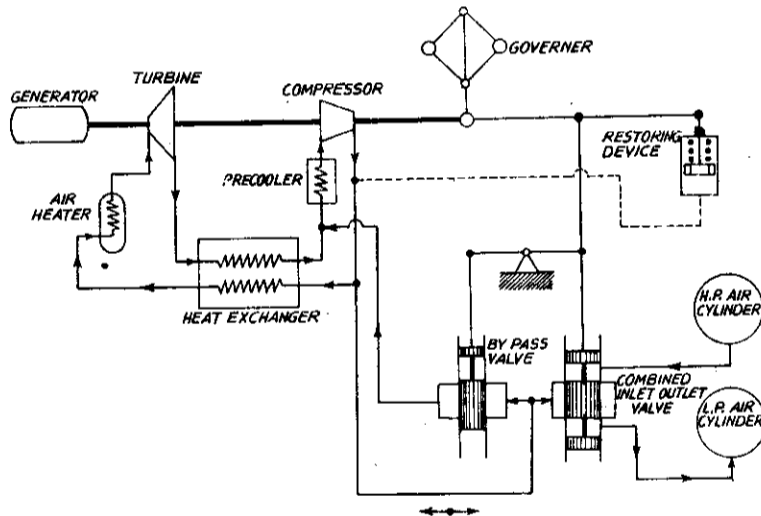 GOVERNER
TURBINE
COMPRESSOR
GENERATOR
RESTORING
DEVICE
PRECOOLER
AIR
HEATER
HEAT EXCHANGER
H.P. AIR
CYLINDER
BY PASS
VALVE
COMBINED
INLET OUTLET
VALVE
L.P. AIR
CYLINDER